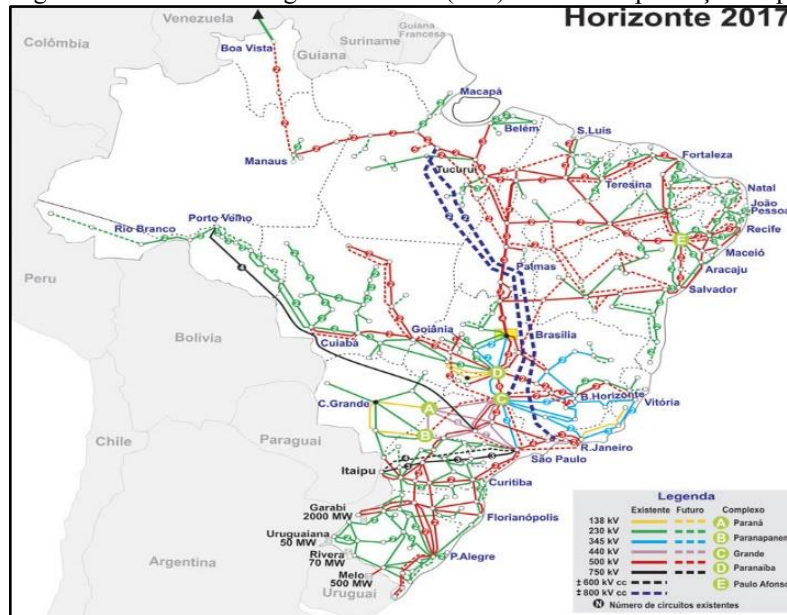 Horizonte 2017
Venezuela
Colômbia
Guiana
Suriname
Guiana
Francesa
Boa Vista
Macapá
Belém
S.Luis
Manaus
Tucuruí
Fortaleza
Teresina
Natal
João
Pessoa
Recife
Maceió
Aracaju
Salvador
Porto Velho
Rio Branco
Palmas
Peru
Bolívia
Cuiabá
Goiânia
Brasília
E
D
C
A
B
B.Horizonte
Vitória
C.Grande
R.Janeiro
São Paulo
Chile
Paraguai
Itaipu
Curitiba
Garabi
2000 MW
Florianópolis
Uruguaiana
50 MW
Rivera
70 MW
Melo
500 MW
P.Alegre
Argentina
Uruguai
Legenda
Existente Futuro Complexo
138 kV A Paraná
230 kV B
345 kV C Grande
440 kV D Paranaíba
500 kV E Paulo Afonso
750 kV
± 600 kV cc
± 800 kV cc
N Número de circuitos existentes